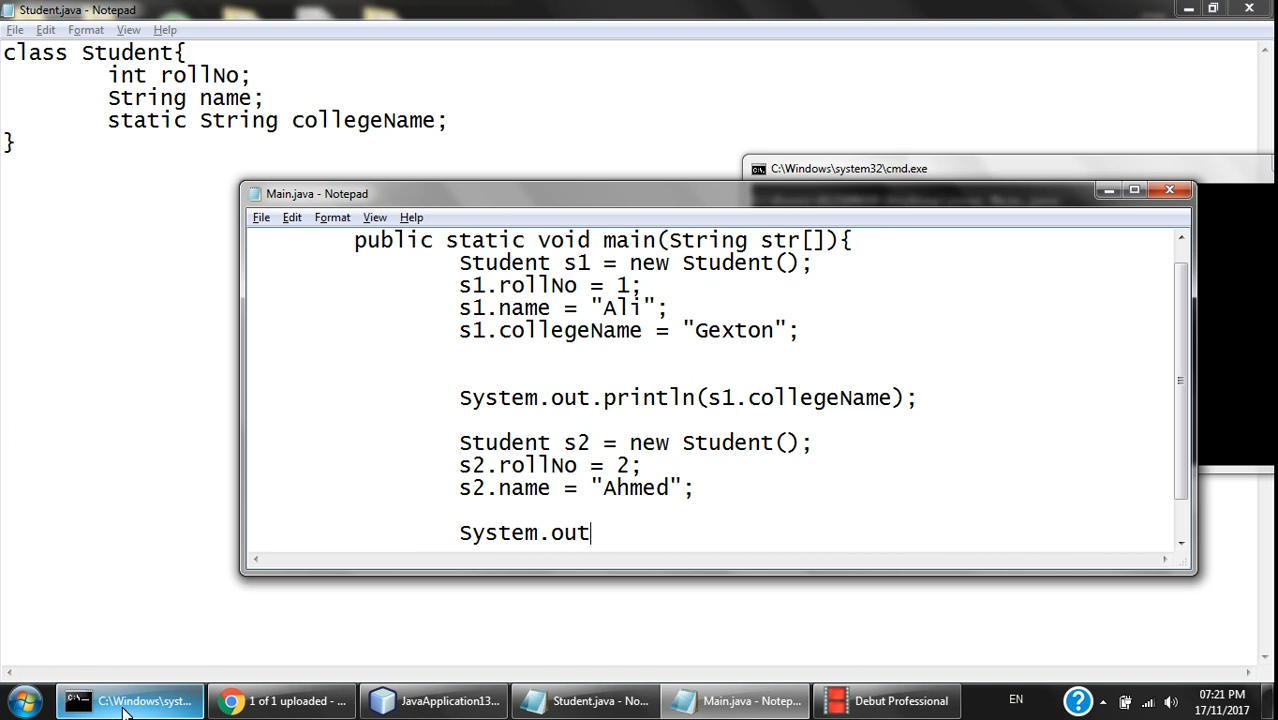 Student.java - Notepad
File Edit Format View Help
class Student{
int rollNo;
String name;
static String collegeName;
}
C:\Windows\system32\cmd.exe
Main.java - Notepad
File Edit Format View Help
public static void main(String str[]){
Student s1 = new Student();
s1.rollNo = 1;
s1.name = "Ali";
s1.collegeName = "Gexton";
System.out.println(s1.collegeName);
Student s2 = new Student();
s2.rollNo = 2;
s2.name = "Ahmed";
System.out
C:\Windows\syst... 1 of 1 uploaded - ... JavaApplication13... Student.java - No... Main.java - Notep... Debut Professional EN 07:21 PM
17/11/2017